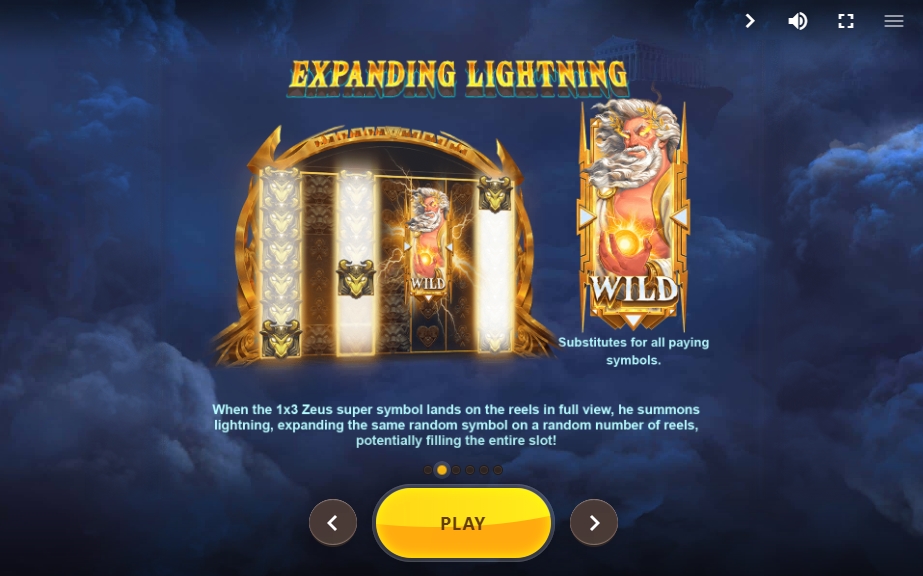 EXPANDING LIGHTNING
WILD
WILD
Substitutes for all paying
symbols.
When the 1x3 Zeus super symbol lands on the reels in full view, he summons
lightning, expanding the same random symbol on a random number of reels,
potentially filling the entire slot!
PLAY